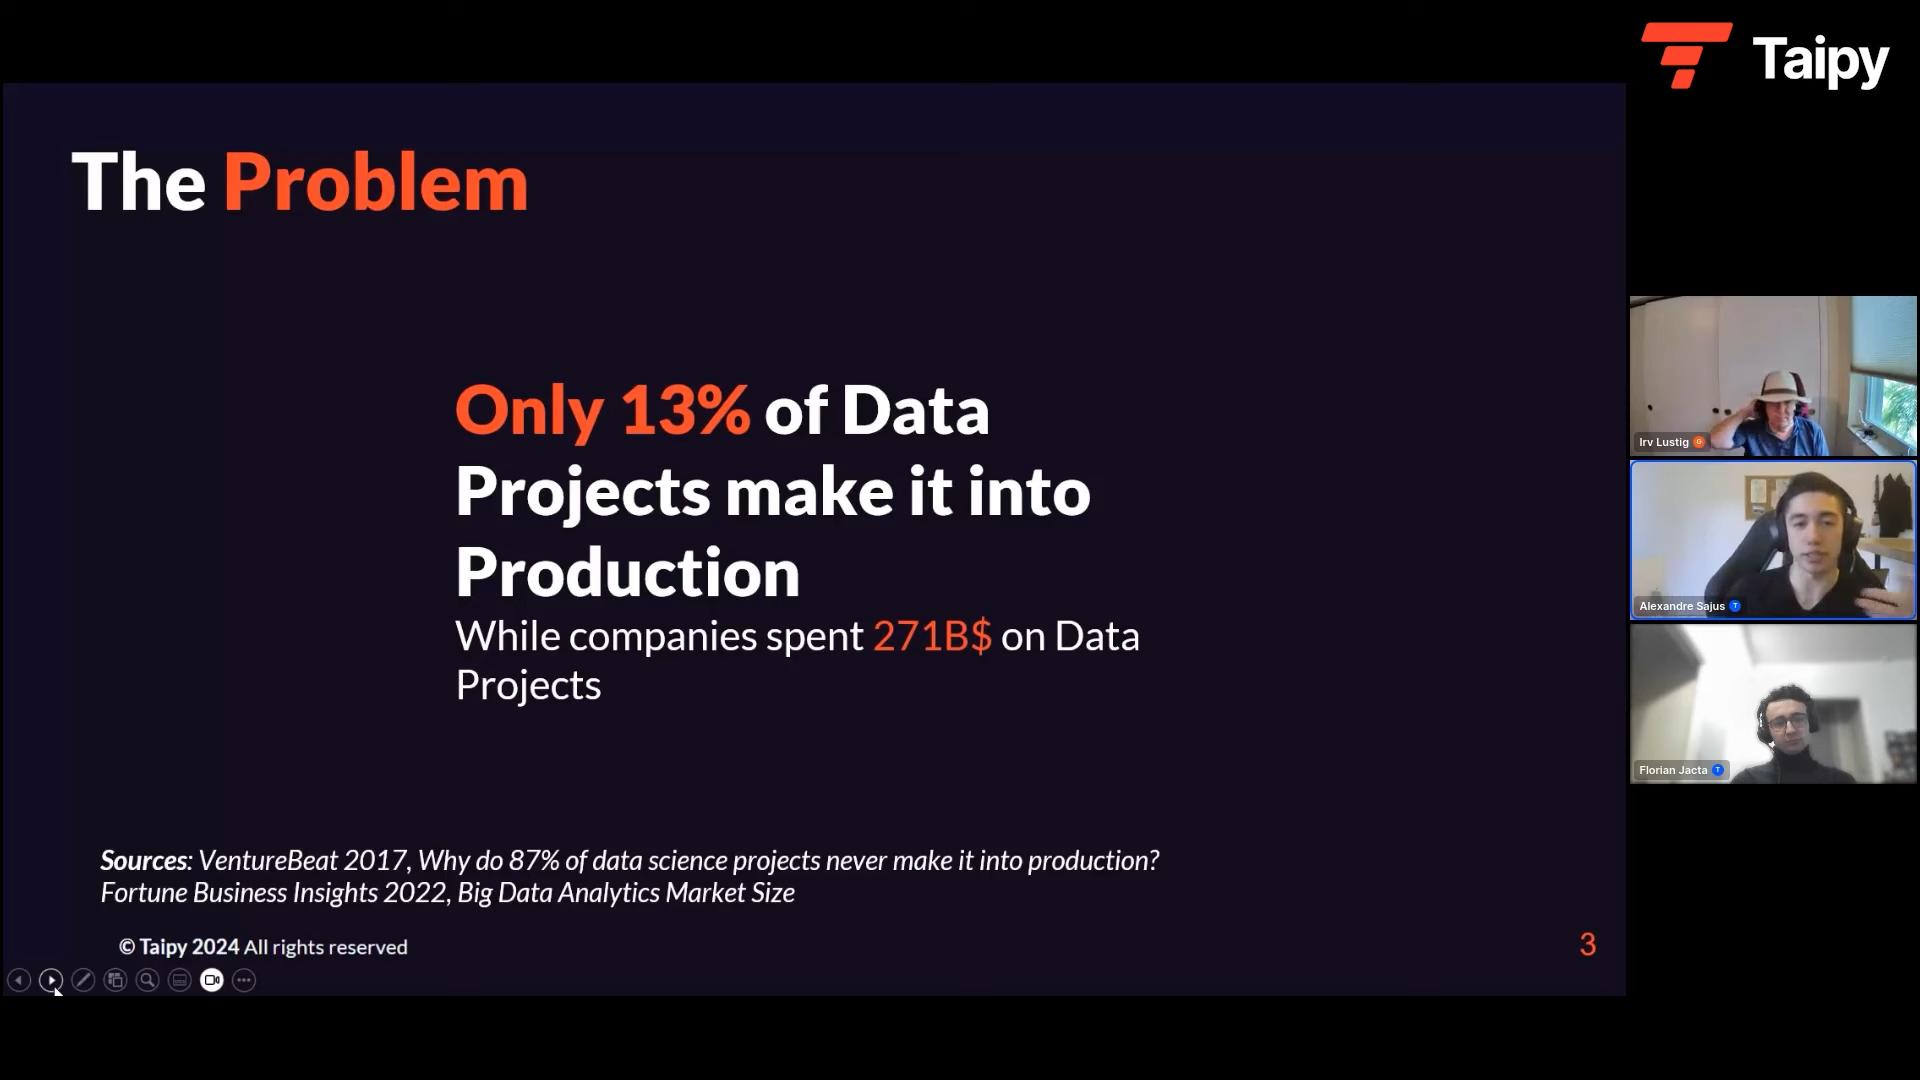 Taipy
The Problem
Only 13% of Data
Projects make it into
Production
While companies spent 271B$ on Data
Projects
Sources: VentureBeat 2017, Why do 87% of data science projects never make it into production?
Fortune Business Insights 2022, Big Data Analytics Market Size
© Taipy 2024 All rights reserved
3
Irv Lustig G
Alexandre Sajus T
Florian Jacta T